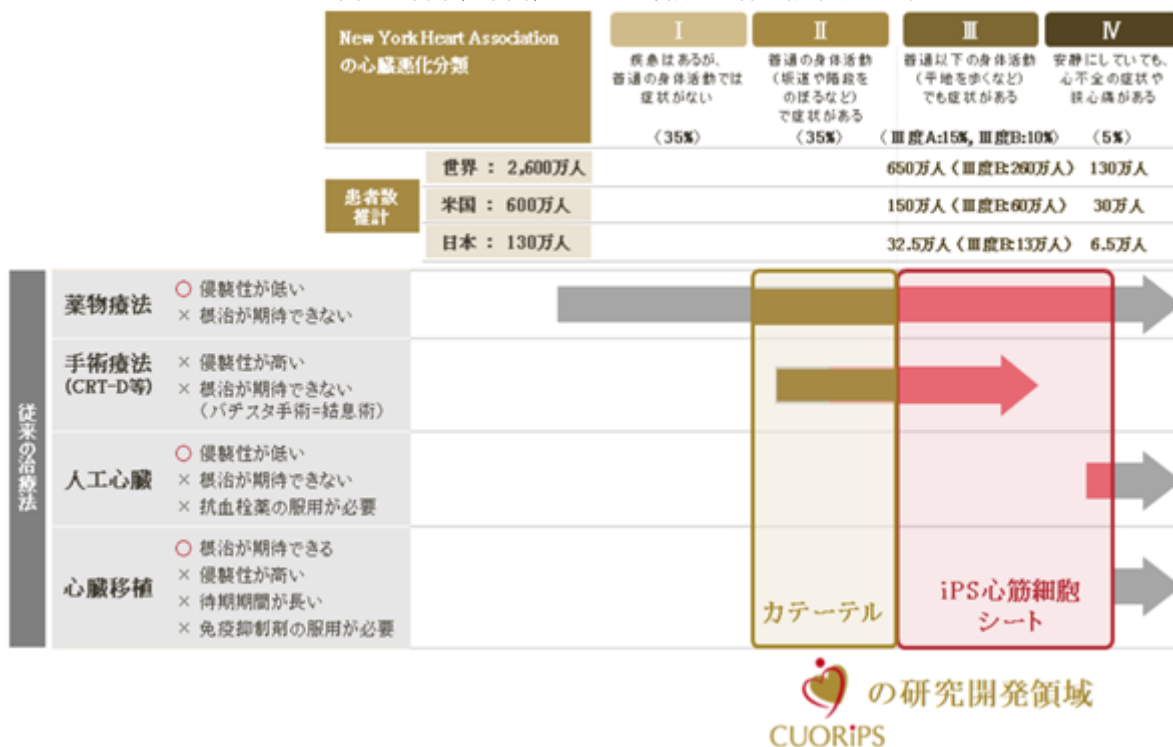 New York Heart Association
の心臓悪化分類
I
II
III
IV
疾患はあるが、
普通の身体活動では
症状がない
(35%)
普通の身体活動
(坂道や階段を
のぼるなど)
で症状がある
(35%)
普通以下の身体活動
(平地を歩くなど)
でも症状がある
(Ⅲ度A:15%, Ⅲ度B:10%)
安静にしていても、
心不全の症状や
狭心痛がある
(5%)
患者数
推計
世界 : 2,600万人
650万人 (Ⅲ度B:260万人) 130万人
米国 : 600万人
150万人 (Ⅲ度B:60万人) 30万人
日本 : 130万人
32.5万人 (Ⅲ度B:13万人) 6.5万人
従来の治療法
薬物療法
○ 侵襲性が低い
× 根治が期待できない
手術療法
(CRT-D等)
× 侵襲性が高い
× 根治が期待できない
(バチスタ手術=姑息術)
人工心臓
○ 侵襲性が低い
× 根治が期待できない
× 抗血栓薬の服用が必要
心臓移植
○ 根治が期待できる
× 侵襲性が高い
× 待期期間が長い
× 免疫抑制剤の服用が必要
カテーテル
iPS心筋細胞
シート
CUORiPS
の研究開発領域